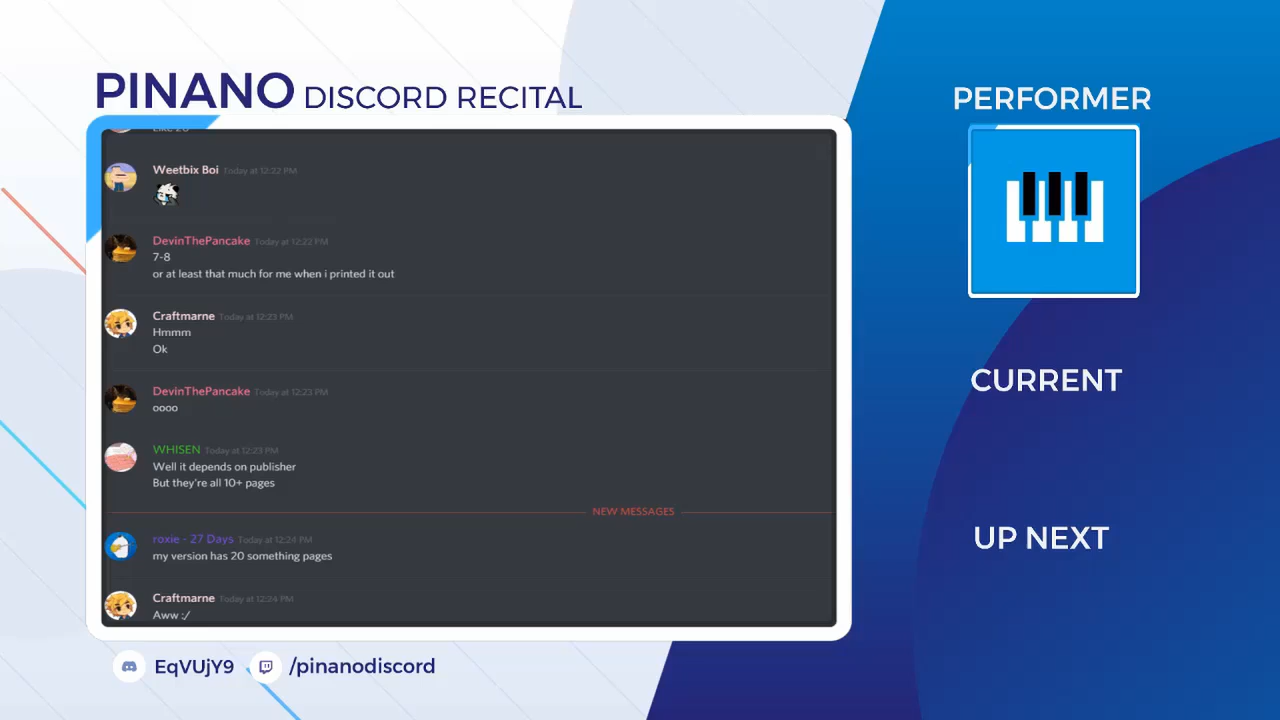 PINANO DISCORD RECITAL
PERFORMER
Like 20
Weetbix Boi Today at 12:22 PM
DevinThePancake Today at 12:22 PM
7-8
or at least that much for me when i printed it out
Craftmarne Today at 12:23 PM
Hmmm
Ok
DevinThePancake Today at 12:23 PM
oooo
WHISEN Today at 12:23 PM
Well it depends on publisher
But they're all 10+ pages
NEW MESSAGES
roxie - 27 Days Today at 12:24 PM
my version has 20 something pages
Craftmarne Today at 12:24 PM
Aww :/
CURRENT
UP NEXT
EqVUjY9 /pinanodiscord